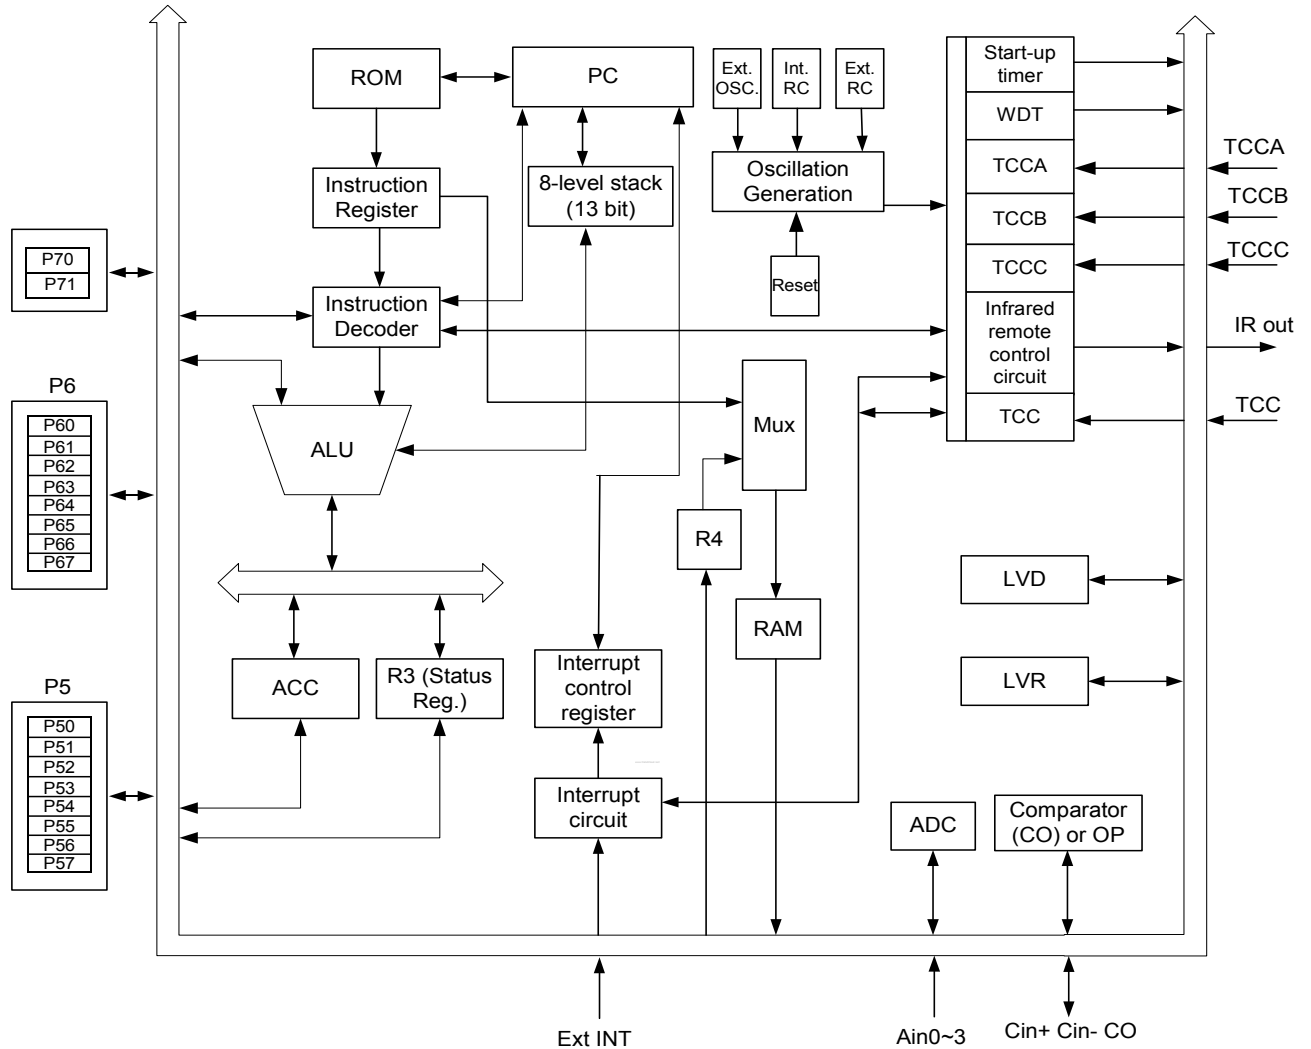 ROM
PC
Ext.
OSC.
Int.
RC
Ext.
RC
Start-up
timer
WDT
TCCA
TCCB
TCCC
Infrared
remote
control
circuit
TCC
TCCA
TCCB
TCCC
IR out
TCC
Instruction
Register
8-level stack
(13 bit)
Oscillation
Generation
Reset
P70
P71
Instruction
Decoder
P6
P60
P61
P62
P63
P64
P65
P66
P67
ALU
Mux
R4
RAM
LVD
LVR
ACC
R3 (Status
Reg.)
Interrupt
control
register
P5
P50
P51
P52
P53
P54
P55
P56
P57
Interrupt
circuit
ADC
Comparator
(CO) or OP
Ext INT
Ain0~3
Cin+ Cin- CO